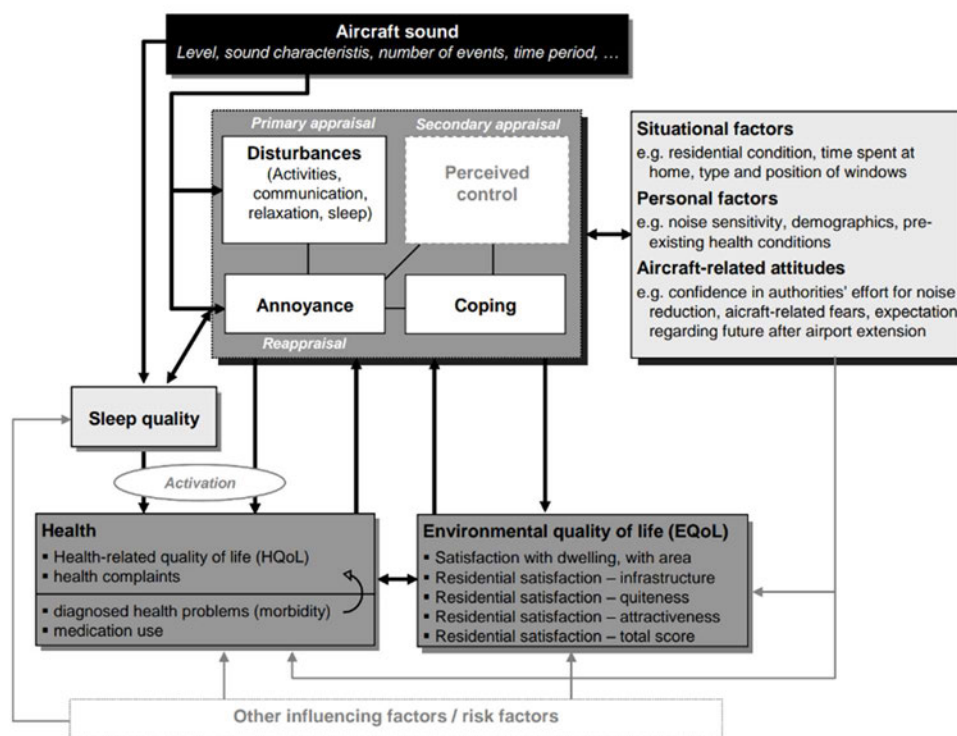 Aircraft sound
Level, sound characteristis, number of events, time period, …
Primary appraisal
Secondary appraisal
Disturbances
(Activities,
communication,
relaxation, sleep)
Perceived
control
Annoyance
Coping
Reappraisal
Situational factors
e.g. residential condition, time spent at
home, type and position of windows
Personal factors
e.g. noise sensitivity, demographics, pre-
existing health conditions
Aircraft-related attitudes
e.g. confidence in authorities' effort for noise
reduction, aicraft-related fears, expectation
regarding future after airport extension
Sleep quality
Activation
Health
▪ Health-related quality of life (HQoL)
▪ health complaints
▪ diagnosed health problems (morbidity)
▪ medication use
Environmental quality of life (EQoL)
▪ Satisfaction with dwelling, with area
▪ Residential satisfaction – infrastructure
▪ Residential satisfaction – quiteness
▪ Residential satisfaction – attractiveness
▪ Residential satisfaction – total score
Other influencing factors / risk factors